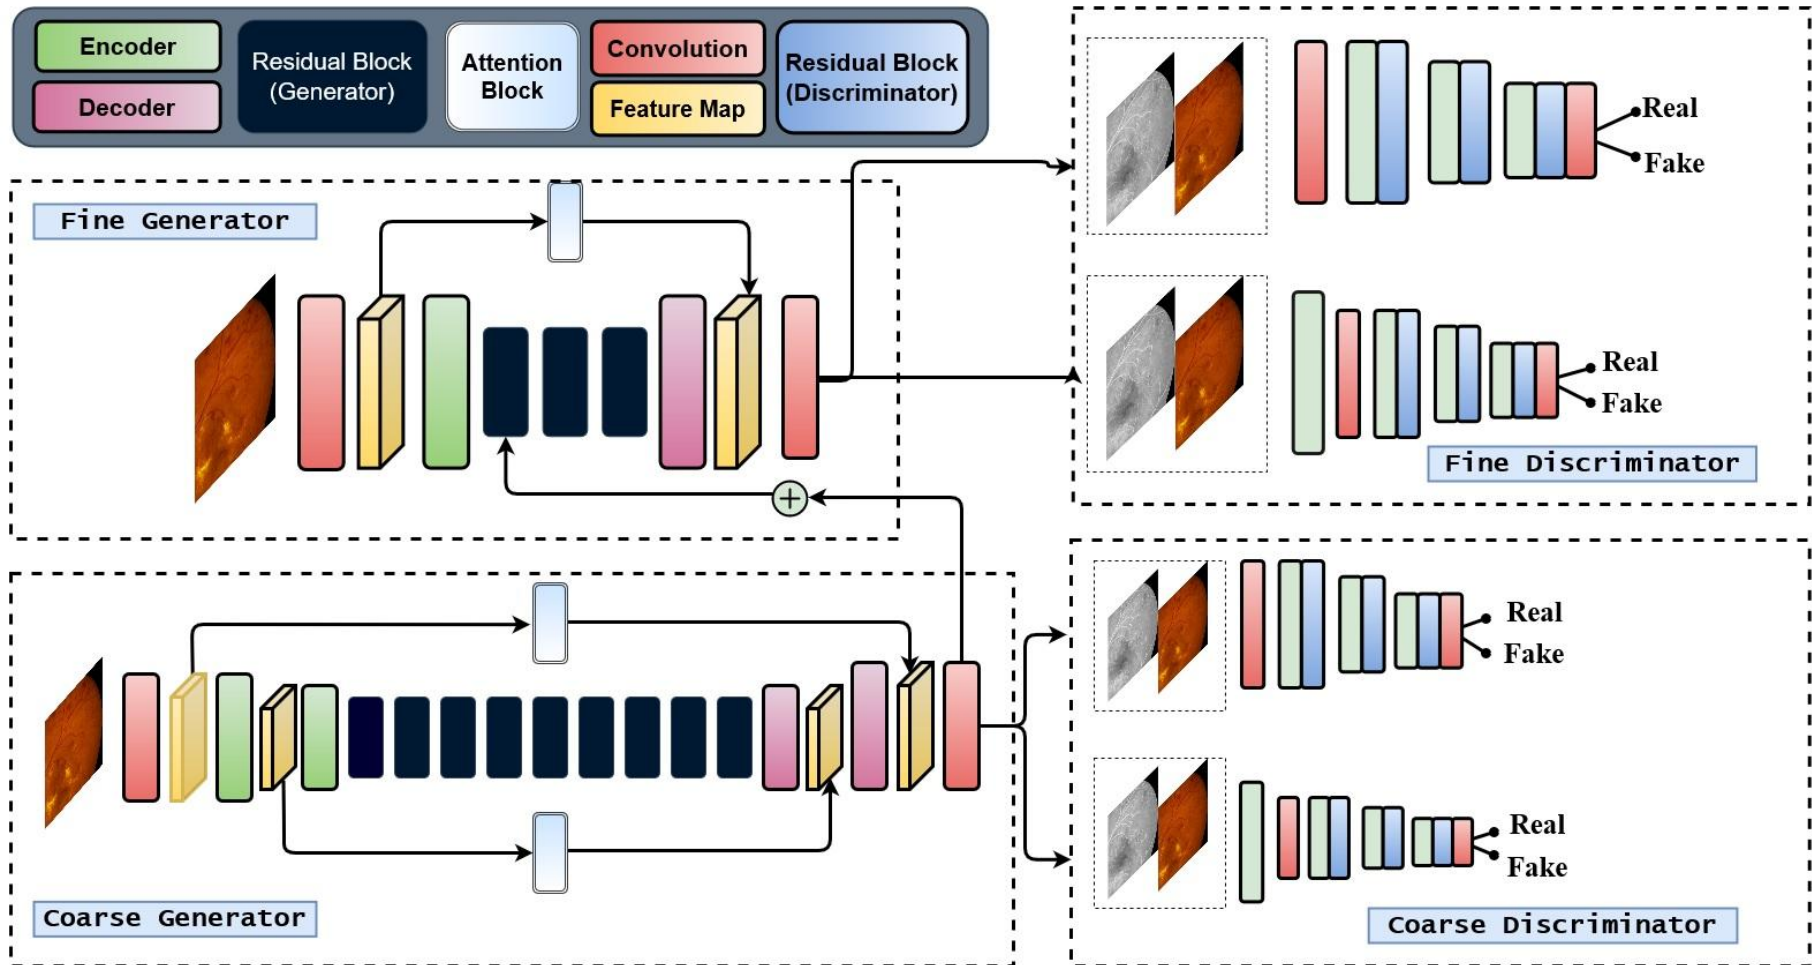 Encoder
Decoder
Residual Block
(Generator)
Attention
Block
Convolution
Feature Map
Residual Block
(Discriminator)
Real
Fake
Fine Generator
Real
Fake
Fine Discriminator
Real
Fake
Real
Fake
Coarse Generator
Coarse Discriminator